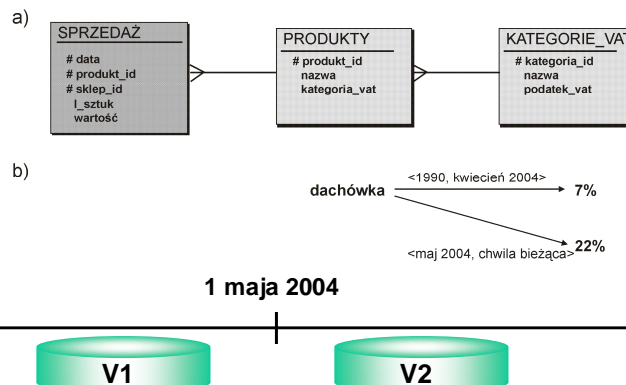 a)
SPRZEDAŻ
# data
# produkt_id
# sklep_id
l_sztuk
wartość
PRODUKTY
# produkt_id
nazwa
kategoria_vat
KATEGORIE_VAT
# kategoria_id
nazwa
podatek_vat
b)
dachówka
<1990, kwiecień 2004>
7%
<maj 2004, chwila bieżąca>
22%
1 maja 2004
V1
V2